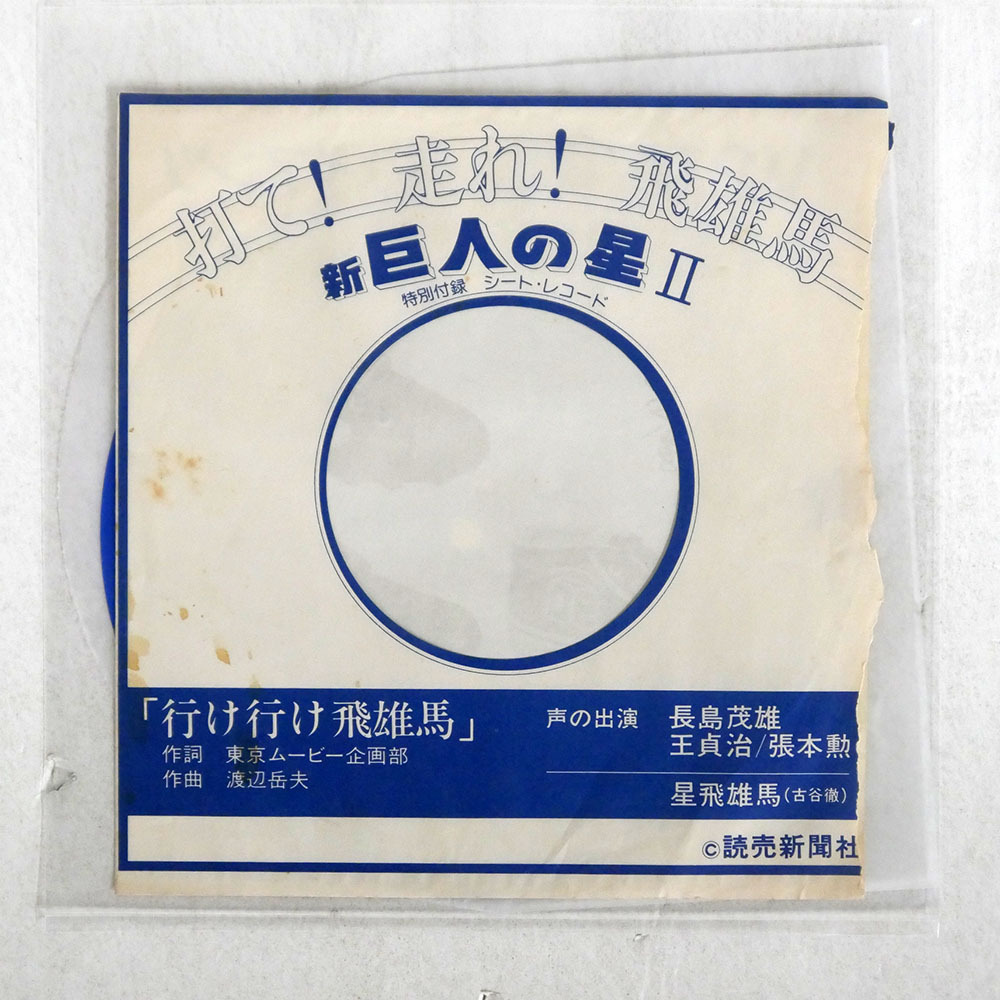 打て! 走れ! 飛雄馬
新巨人の星II
特別付録 シート・レコード
「行け行け飛雄馬」
作詞 東京ムービー企画部
作曲 渡辺岳夫
声の出演 長島茂雄
王貞治/張本勲
星飛雄馬(古谷徹)
©読売新聞社